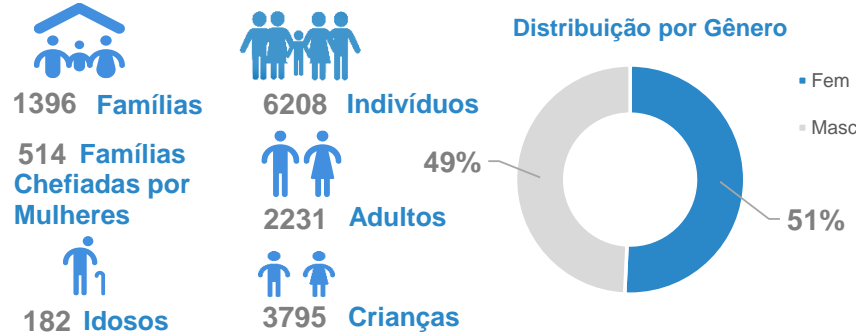 1396 Famílias
514 Famílias
Chefiadas por
Mulheres
182 Idosos
6208 Indivíduos
2231 Adultos
3795 Crianças
Distribuição por Gênero
Fem
Masc
49%
51%